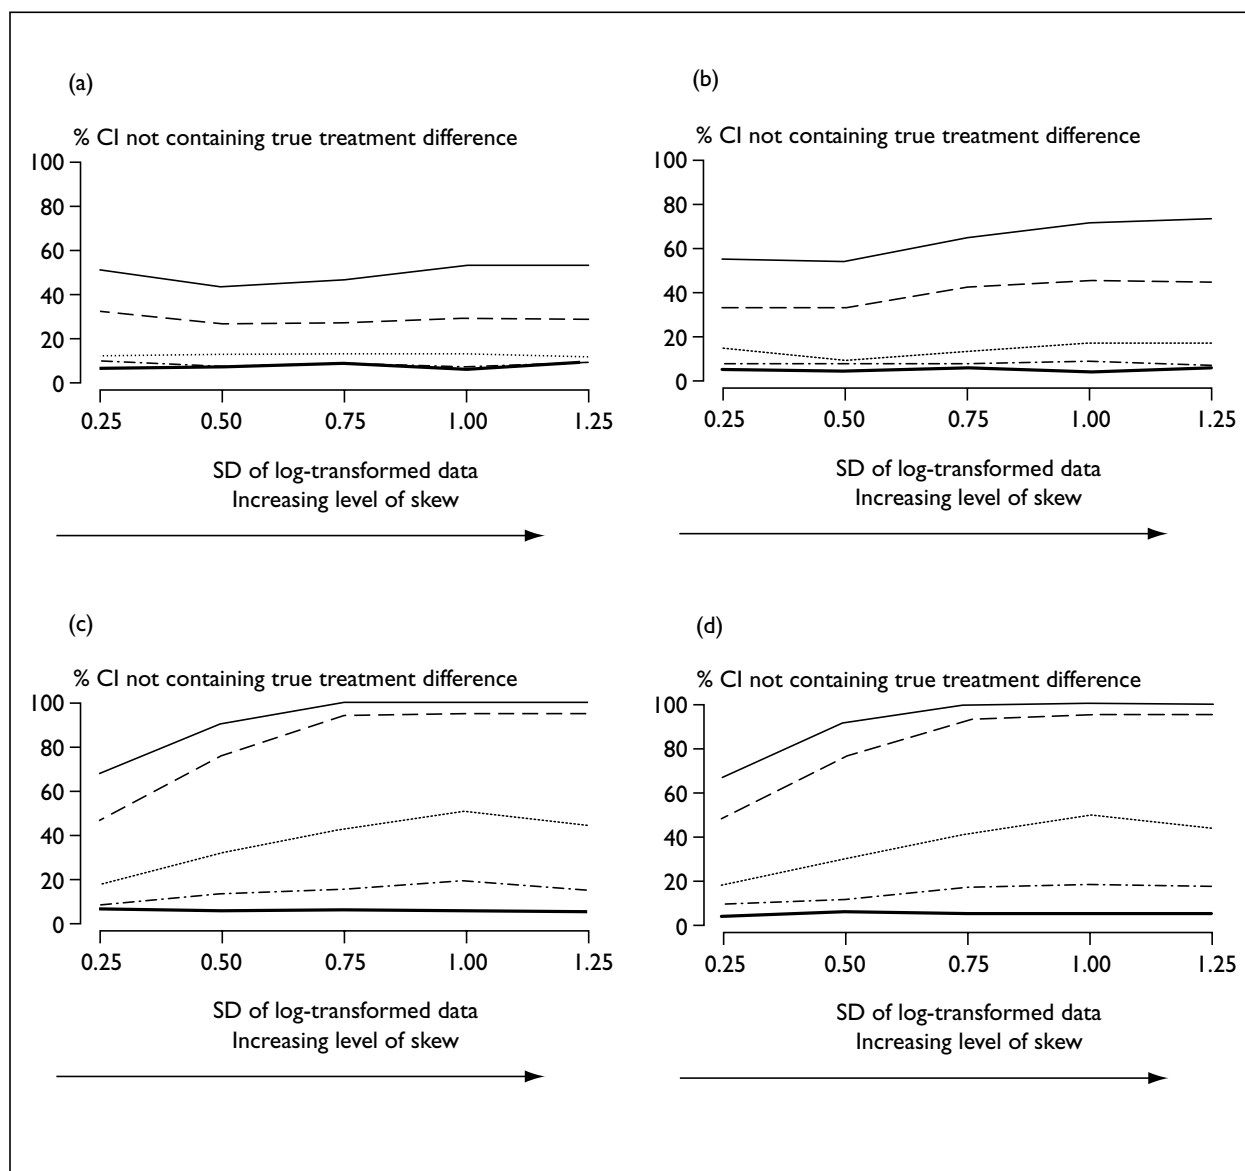 (a)
% CI not containing true treatment difference
100
80
60
40
20
0
0.25 0.50 0.75 1.00 1.25
SD of log-transformed data
Increasing level of skew
(b)
% CI not containing true treatment difference
100
80
60
40
20
0
0.25 0.50 0.75 1.00 1.25
SD of log-transformed data
Increasing level of skew
(c)
% CI not containing true treatment difference
100
80
60
40
20
0
0.25 0.50 0.75 1.00 1.25
SD of log-transformed data
Increasing level of skew
(d)
% CI not containing true treatment difference
100
80
60
40
20
0
0.25 0.50 0.75 1.00 1.25
SD of log-transformed data
Increasing level of skew